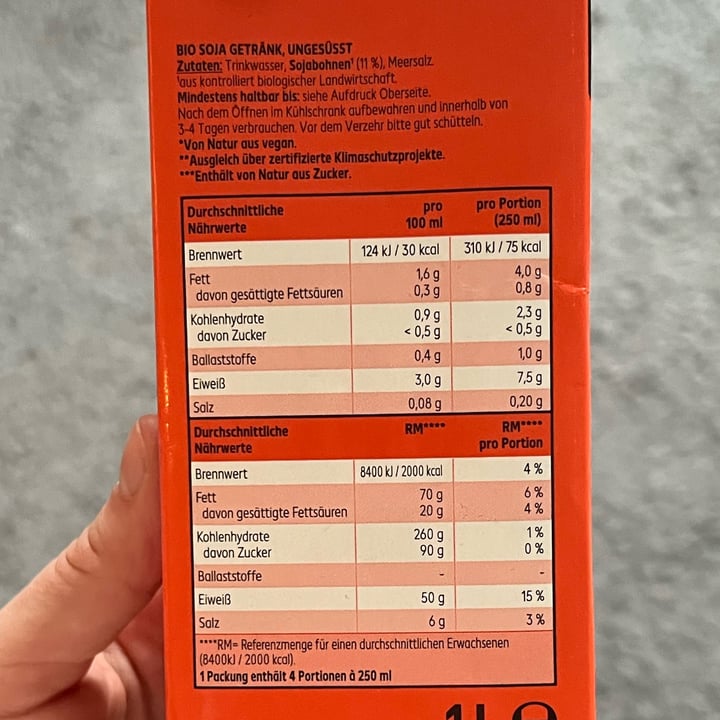 BIO SOJA GETRÄNK, UNGESÜSST
Zutaten: Trinkwasser, Sojabohnen¹ (11 %), Meersalz.
¹aus kontrolliert biologischer Landwirtschaft.
Mindestens haltbar bis: siehe Aufdruck Oberseite.
Nach dem Öffnen im Kühlschrank aufbewahren und innerhalb von
3-4 Tagen verbrauchen. Vor dem Verzehr bitte gut schütteln.
*Von Natur aus vegan.
**Ausgleich über zertifizierte Klimaschutzprojekte.
***Enthält von Natur aus Zucker.
Durchschnittliche Nährwerte pro 100 ml pro Portion (250 ml)
Brennwert 124 kJ / 30 kcal 310 kJ / 75 kcal
Fett 1,6 g 4,0 g
davon gesättigte Fettsäuren 0,3 g 0,8 g
Kohlenhydrate 0,9 g 2,3 g
davon Zucker < 0,5 g < 0,5 g
Ballaststoffe 0,4 g 1,0 g
Eiweiß 3,0 g 7,5 g
Salz 0,08 g 0,20 g
Durchschnittliche Nährwerte RM**** RM**** pro Portion
Brennwert 8400 kJ / 2000 kcal 4 %
Fett 70 g 6 %
davon gesättigte Fettsäuren 20 g 4 %
Kohlenhydrate 260 g 1 %
davon Zucker 90 g 0 %
Ballaststoffe - -
Eiweiß 50 g 15 %
Salz 6 g 3 %
****RM= Referenzmenge für einen durchschnittlichen Erwachsenen
(8400kJ / 2000 kcal).
1 Packung enthält 4 Portionen à 250 ml
1L